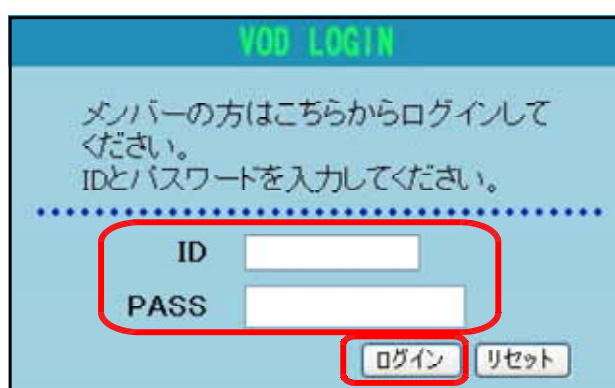 VOD LOGIN
メンバーの方はこちらからログインして
ください。
IDとパスワードを入力してください。
ID
PASS
ログイン リセット